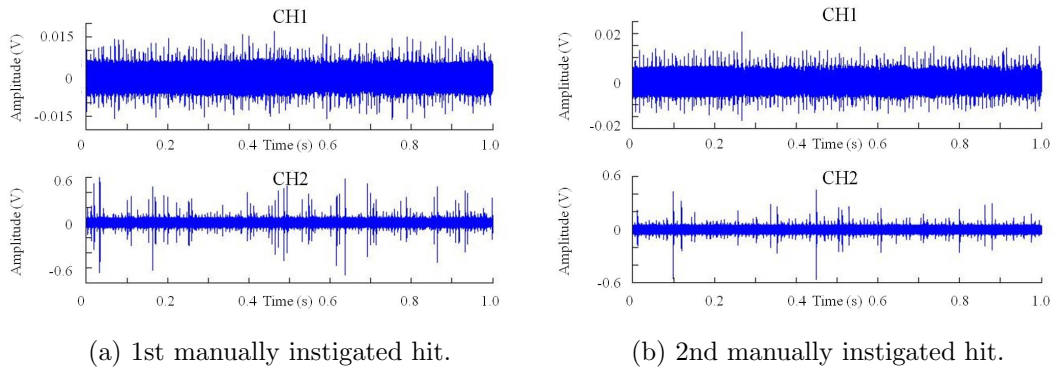 CH1
Amplitude (V)
0.015
0
-0.015
0 0.2 0.4 Time (s) 0.6 0.8 1.0
CH2
Amplitude (V)
0.6
0
-0.6
0 0.2 0.4 Time (s) 0.6 0.8 1.0
(a) 1st manually instigated hit.
CH1
Amplitude (V)
0.02
0
-0.02
0 0.2 0.4 Time (s) 0.6 0.8 1.0
CH2
Amplitude (V)
0.6
0
-0.6
0 0.2 0.4 Time (s) 0.6 0.8 1.0
(b) 2nd manually instigated hit.